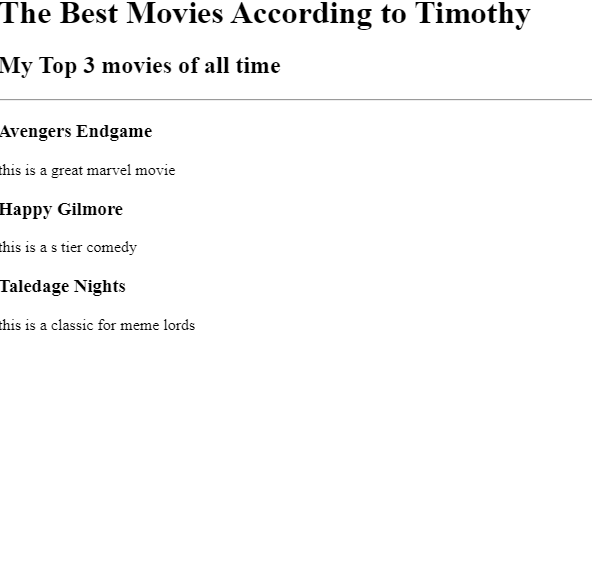 The Best Movies According to Timothy
My Top 3 movies of all time
Avengers Endgame
this is a great marvel movie
Happy Gilmore
this is a s tier comedy
Taledage Nights
this is a classic for meme lords